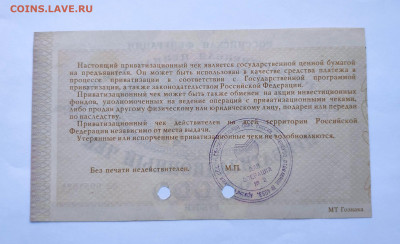 COINS.LAVE.RU
Настоящий приватизационный чек является государственной ценной бумагой
на предъявителя. Он может быть использован в качестве средства платежа в
процессе приватизации в соответствии с Государственной программой
приватизации, а также законодательством Российской Федерации.
Приватизационный чек может быть также обменен на акции инвестиционных
фондов, уполномоченных на ведение операций с приватизационными чеками,
либо продан другому физическому или юридическому лицу, подарен или передан
по наследству.
Приватизационный чек действителен на всей территории Российской
Федерации независимо от места выдачи.
Утерянные или испорченные приватизационные чеки не возобновляются.
Без печати недействителен.
М.П.
МТ Гознака